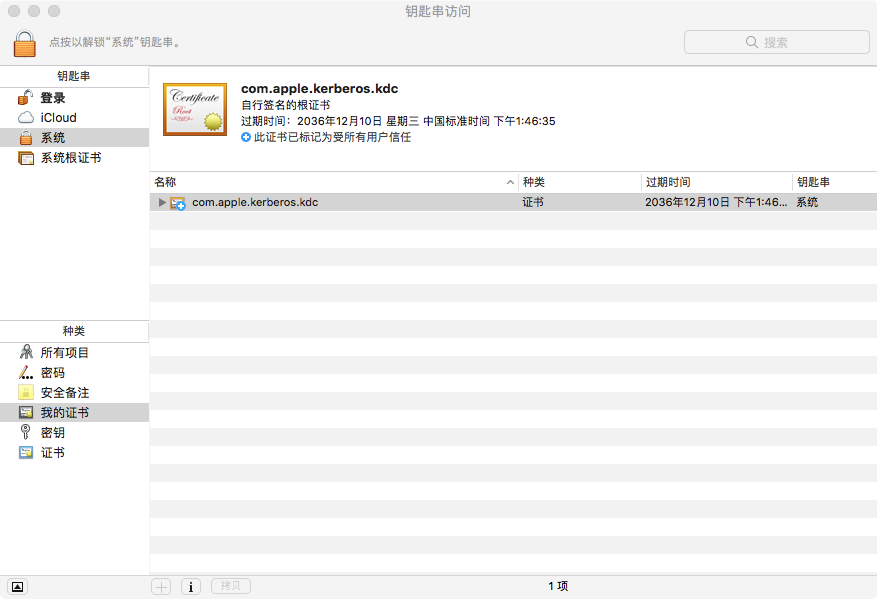 钥匙串访问
点按以解锁“系统”钥匙串。
搜索
钥匙串
登录
iCloud
系统
系统根证书
种类
所有项目
密码
安全备注
我的证书
密钥
证书
Certificate
Root
com.apple.kerberos.kdc
自行签名的根证书
过期时间：2036年12月10日 星期三 中国标准时间 下午1:46:35
此证书已标记为受所有用户信任
名称 种类 过期时间 钥匙串
com.apple.kerberos.kdc 证书 2036年12月10日 下午1:46... 系统
拷贝
1 项